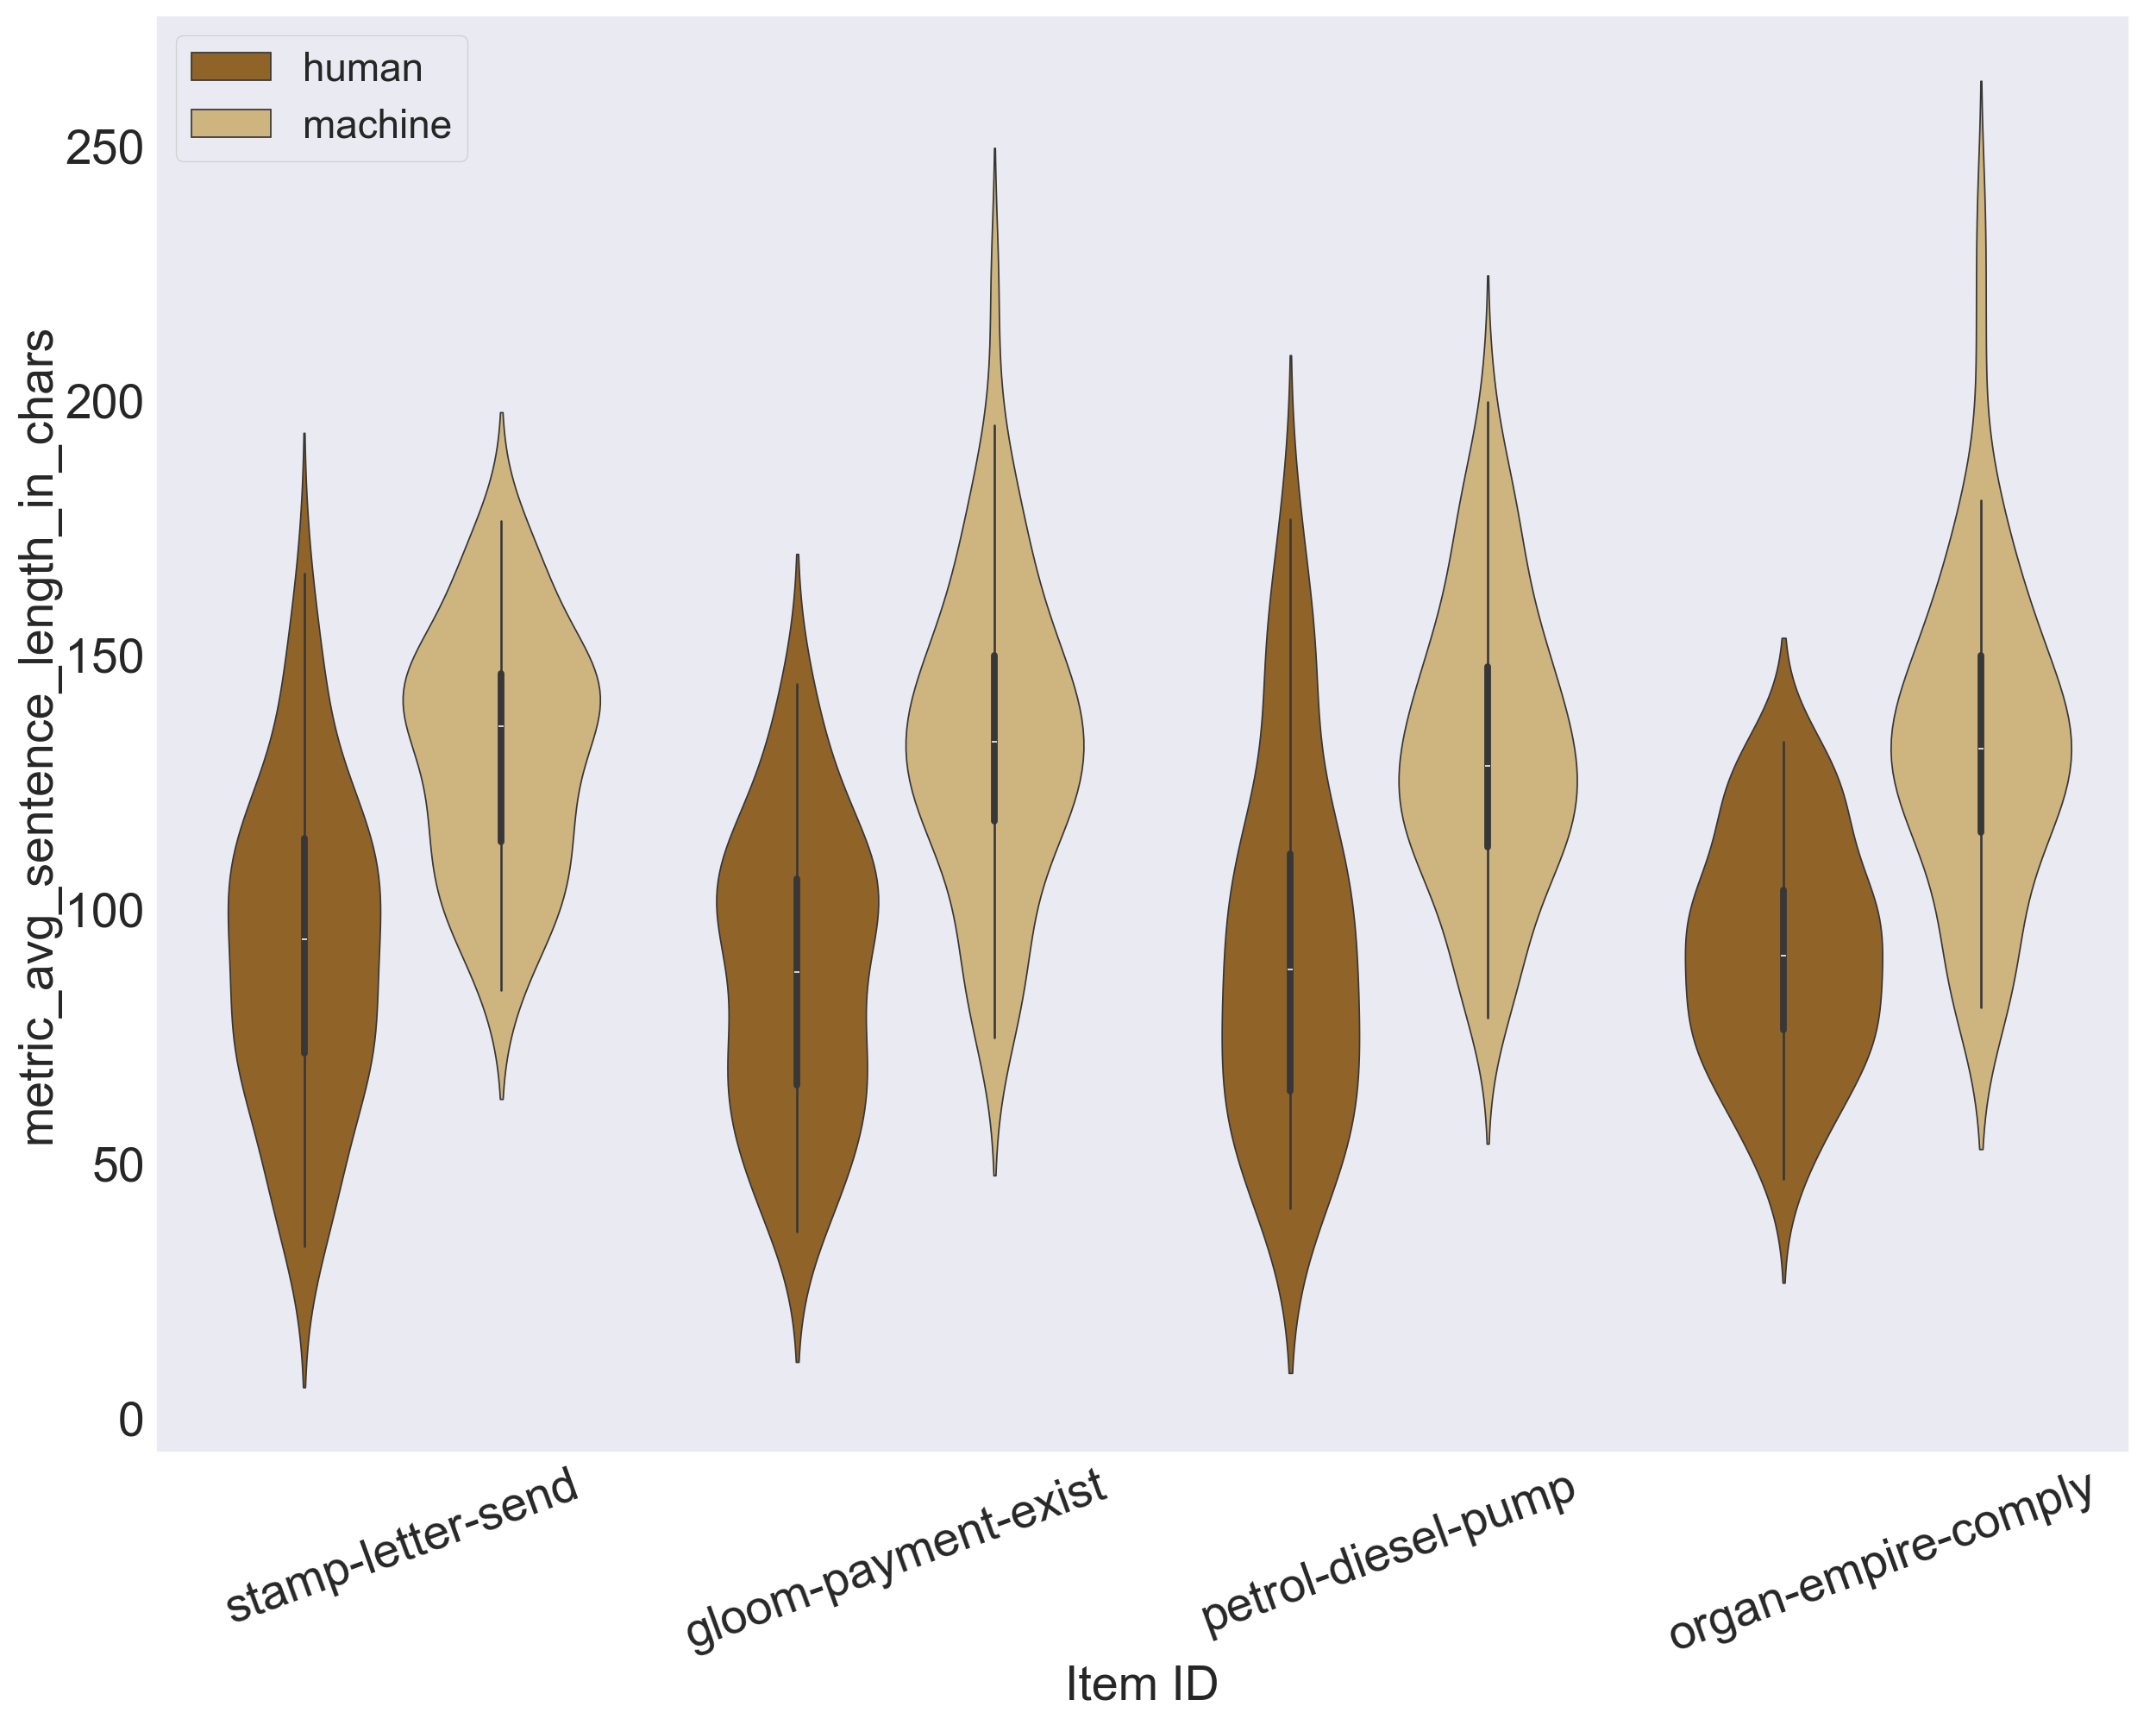 human
machine
metric_avg_sentence_length_in_chars
250
200
150
100
50
0
stamp-letter-send
gloom-payment-exist
petrol-diesel-pump
organ-empire-comply
Item ID